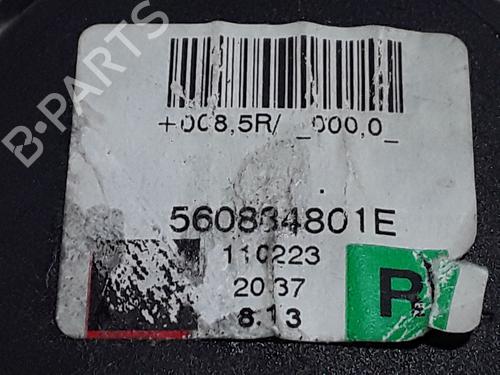 B-PARTS
+008,5R/ _000,0_
560834801E
110223
20:37
8.13
R